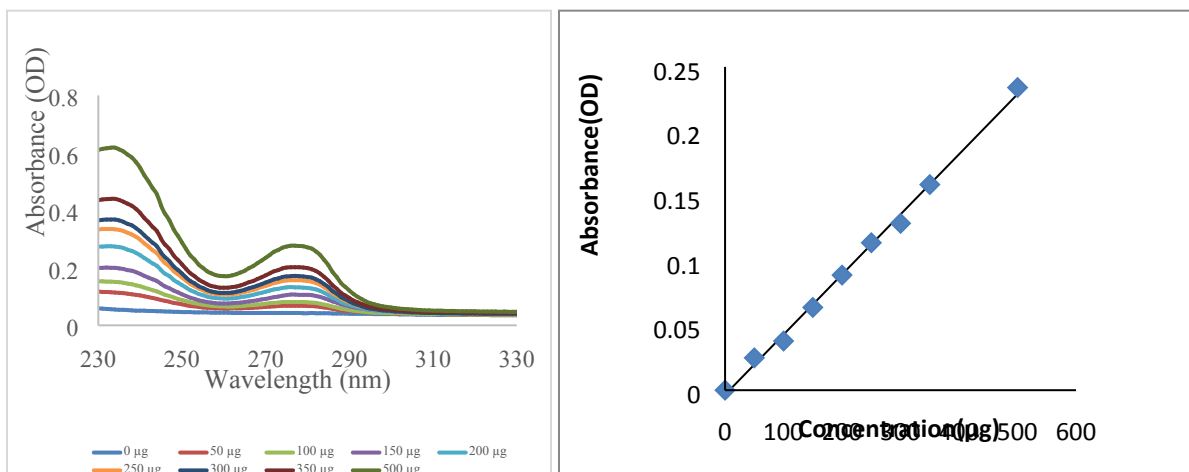 Absorbance (OD)
0.8
0.6
0.4
0.2
0
230 250 270 290 310 330
Wavelength (nm)
0 µg 50 µg 100 µg 150 µg 200 µg
250 µg 300 µg 350 µg 500 µg
Absorbance(OD)
0.25
0.2
0.15
0.1
0.05
0
0 100 200 300 400 500 600
Concentration(µg)